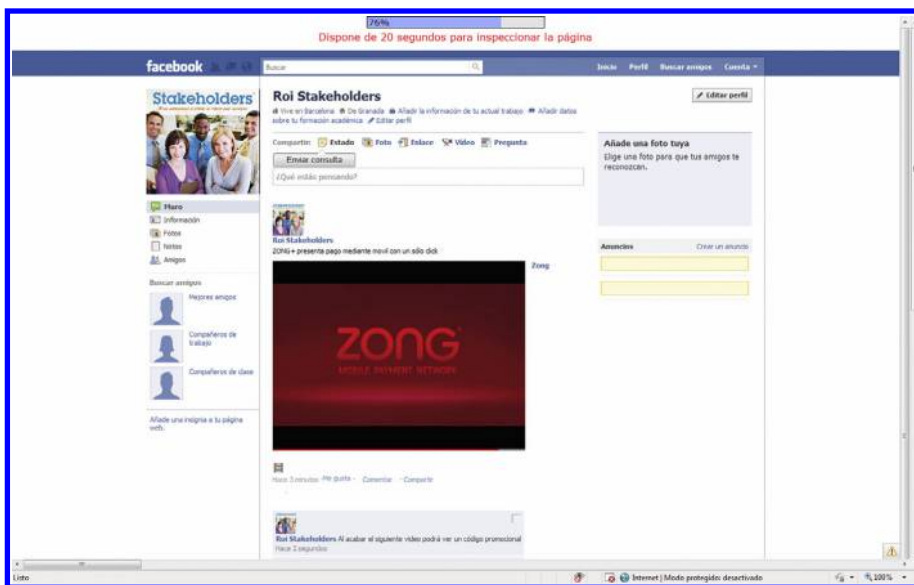 76%
Dispone de 20 segundos para inspeccionar la página
facebook
Buscar
Inicio Perfil Buscar amigos Cuenta
Stakeholders
Roi Stakeholders
Vive en Barcelona De Granada Añadir la información de tu actual trabajo Añadir datos
sobre tu formación académica Editar perfil
Editar perfil
Compartir: Estado Foto Enlace Vídeo Pregunta
Enviar consulta
¿Qué estás pensando?
Añade una foto tuya
Elige una foto para que tus amigos te
reconozcan.
Muro
Información
Fotos
Notas
Amigos
Buscar amigos
Mejores amigos
Compañeros de
trabajo
Compañeros de clase
Añade una insignia a tu página
web.
Roi Stakeholders
ZONG+ presenta pago mediante movil con un sólo click
Zong
ZONG
MOBILE PAYMENT NETWORK
Anuncios Crear un anuncio
Hace 3 minutos Me gusta · Comentar · Compartir
Roi Stakeholders Al acabar el siguiente video podrá ver un código promocional
Hace 2 segundos
Listo
Internet | Modo protegido: desactivado
100%